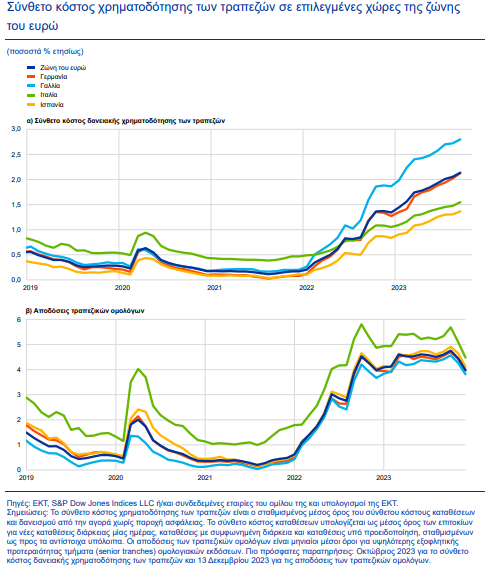 Σύνθετο κόστος χρηματοδότησης των τραπεζών σε επιλεγμένες χώρες της ζώνης
του ευρώ
(ποσοστά % ετησίως)
Ζώνη του ευρώ
Γερμανία
Γαλλία
Ιταλία
Ισπανία
α) Σύνθετο κόστος δανειακής χρηματοδότησης των τραπεζών
3,0
2,5
2,0
1,5
1,0
0,5
0,0
2019 2020 2021 2022 2023
β) Αποδόσεις τραπεζικών ομολόγων
6
5
4
3
2
1
0
2019 2020 2021 2022 2023
Πηγές: ΕΚΤ, S&P Dow Jones Indices LLC ή/και συνδεδεμένες εταιρίες του ομίλου της και υπολογισμοί της ΕΚΤ.
Σημειώσεις: Το σύνθετο κόστος χρηματοδότησης των τραπεζών είναι ο σταθμισμένος μέσος όρος του σύνθετου κόστους καταθέσεων
και δανεισμού από την αγορά χωρίς παροχή ασφάλειας. Το σύνθετο κόστος καταθέσεων υπολογίζεται ως μέσος όρος των επιτοκίων
για νέες καταθέσεις διάρκειας μίας ημέρας, καταθέσεις με συμφωνημένη διάρκεια και καταθέσεις υπό προειδοποίηση, σταθμισμένων
ως προς τα αντίστοιχα υπόλοιπα. Οι αποδόσεις των τραπεζικών ομολόγων είναι μηνιαίοι μέσοι όροι για υψηλότερης εξοφλητικής
προτεραιότητας τμήματα (senior tranches) ομολογιακών εκδόσεων. Πιο πρόσφατες παρατηρήσεις: Οκτώβριος 2023 για το σύνθετο
κόστος δανειακής χρηματοδότησης των τραπεζών και 13 Δεκεμβρίου 2023 για τις αποδόσεις των τραπεζικών ομολόγων.